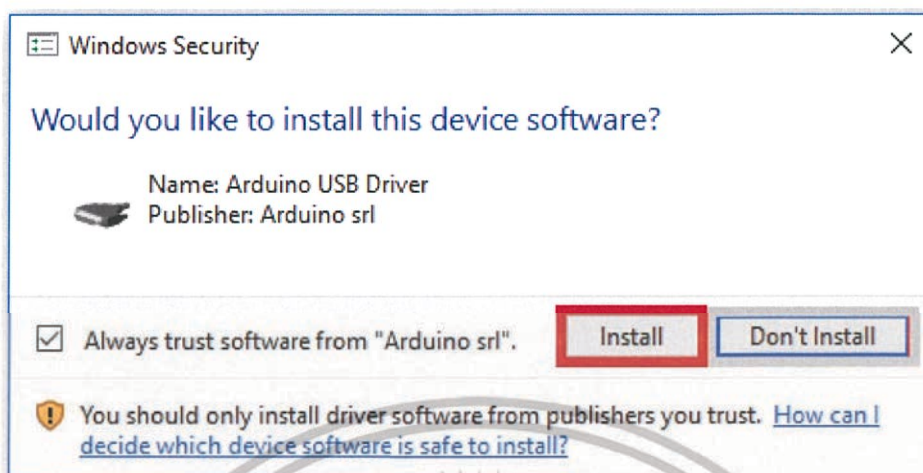 Windows Security
Would you like to install this device software?
Name: Arduino USB Driver
Publisher: Arduino srl
Always trust software from "Arduino srl".
Install
Don't Install
You should only install driver software from publishers you trust. How can I
decide which device software is safe to install?